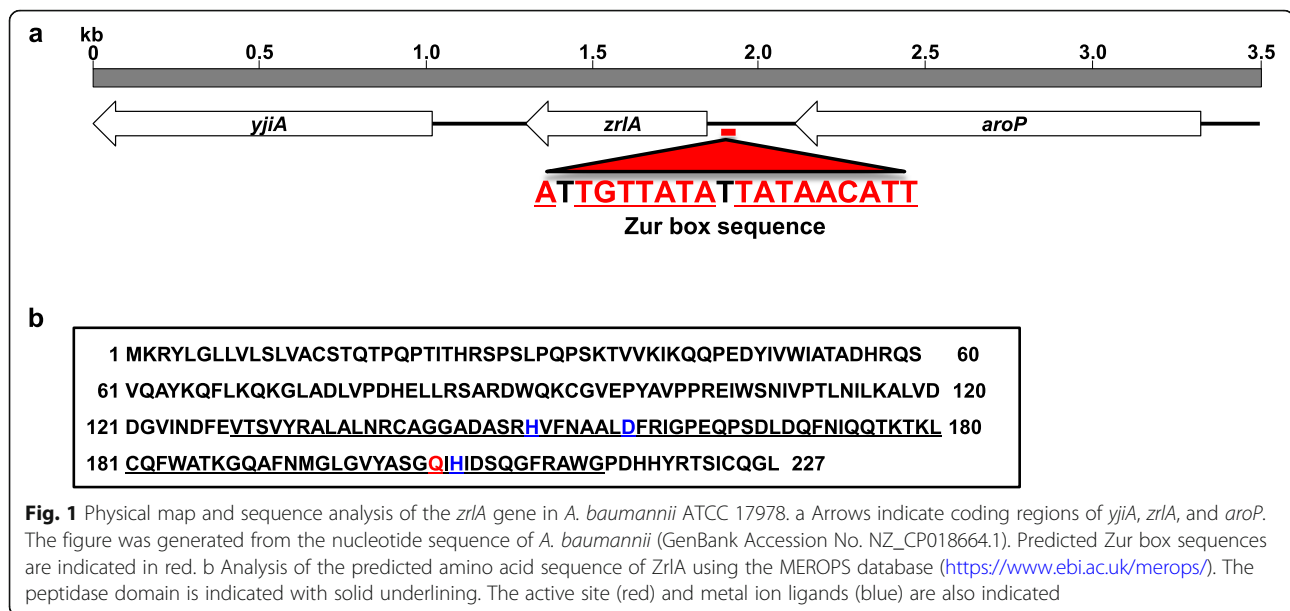 a
kb
0 0.5 1.0 1.5 2.0 2.5 3.0 3.5
yjiA zrlA aroP
ATTGTTATATTATAACATT
Zur box sequence
b
1 MKRYLGLLVLSLVACSTQTPQPTITHRSPSLPQPSKTVVKIKQQPEDYIVWIATADHRQS 60
61 VQAYKQFLKQKGLADLVPDHELLRSARDWQKCGVEPYAVPPREIWSNIVPTLNILKALVD 120
121 DGVINDFEVTSVYRALALNRCAGGADASRHVFNAALDFRIGPEQPSDLDQFNIQQTKTKL 180
181 CQFWATKGQAFNMGLGVYASGQIHIDSQGFRAWGPDHHYRTSICQGL 227
Fig. 1 Physical map and sequence analysis of the zrlA gene in A. baumannii ATCC 17978. a Arrows indicate coding regions of yjiA, zrlA, and aroP.
The figure was generated from the nucleotide sequence of A. baumannii (GenBank Accession No. NZ_CP018664.1). Predicted Zur box sequences
are indicated in red. b Analysis of the predicted amino acid sequence of ZrlA using the MEROPS database (https://www.ebi.ac.uk/merops/). The
peptidase domain is indicated with solid underlining. The active site (red) and metal ion ligands (blue) are also indicated